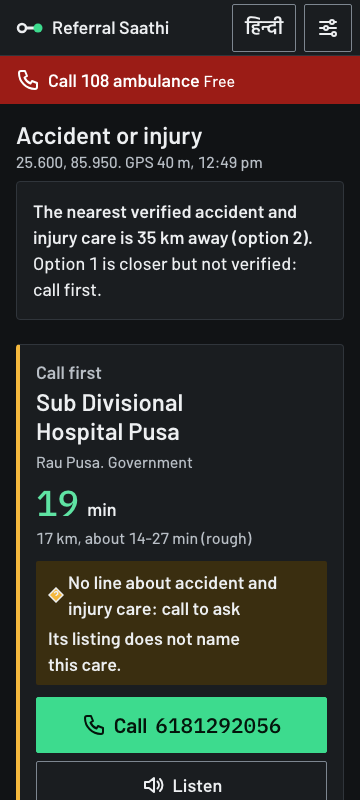 Referral Saathi
हिन्दी
Call 108 ambulance Free
Accident or injury
25.600, 85.950. GPS 40 m, 12:49 pm
The nearest verified accident and
injury care is 35 km away (option 2).
Option 1 is closer but not verified:
call first.
Call first
Sub Divisional
Hospital Pusa
Rau Pusa. Government
19 min
17 km, about 14-27 min (rough)
No line about accident and
injury care: call to ask
Its listing does not name
this care.
Call 6181292056
Listen